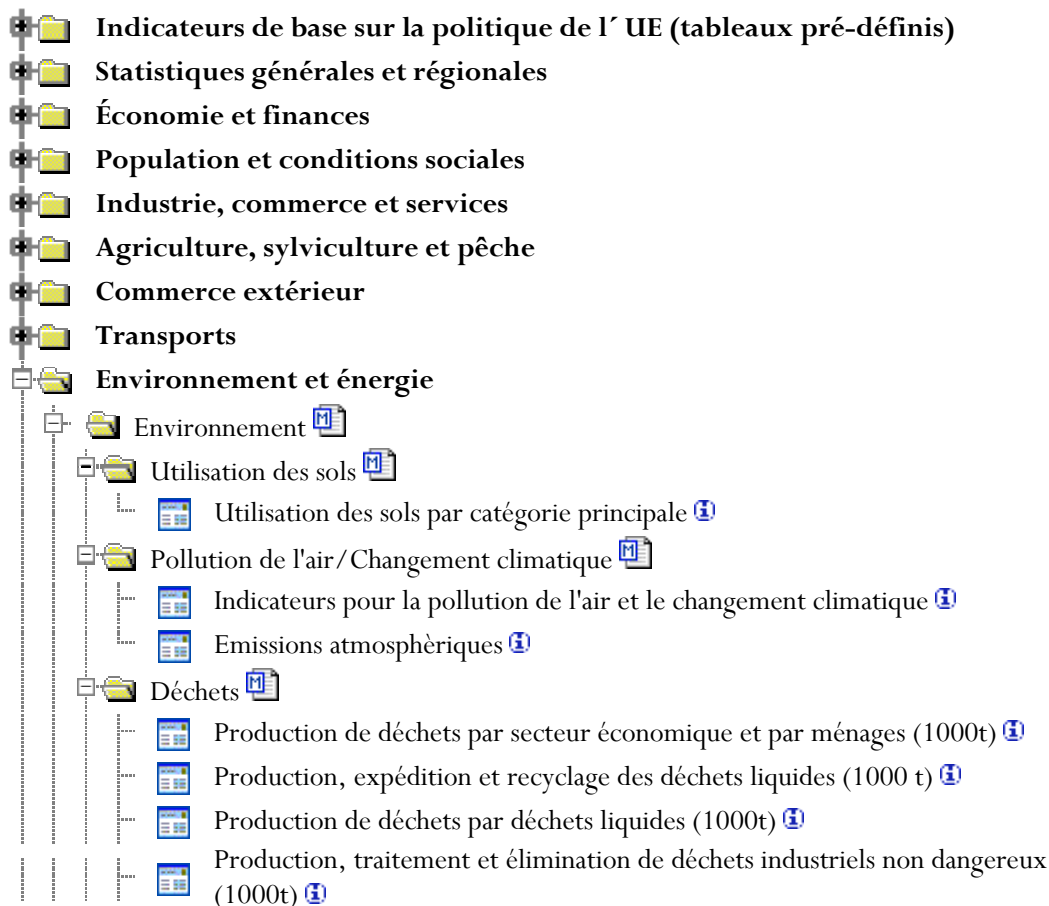 Indicateurs de base sur la politique de l´ UE (tableaux pré-définis)
Statistiques générales et régionales
Économie et finances
Population et conditions sociales
Industrie, commerce et services
Agriculture, sylviculture et pêche
Commerce extérieur
Transports
Environnement et énergie
Environnement M
Utilisation des sols M
Utilisation des sols par catégorie principale i
Pollution de l'air/Changement climatique M
Indicateurs pour la pollution de l'air et le changement climatique i
Emissions atmosphèriques i
Déchets M
Production de déchets par secteur économique et par ménages (1000t) i
Production, expédition et recyclage des déchets liquides (1000 t) i
Production de déchets par déchets liquides (1000t) i
Production, traitement et élimination de déchets industriels non dangereux
(1000t) i